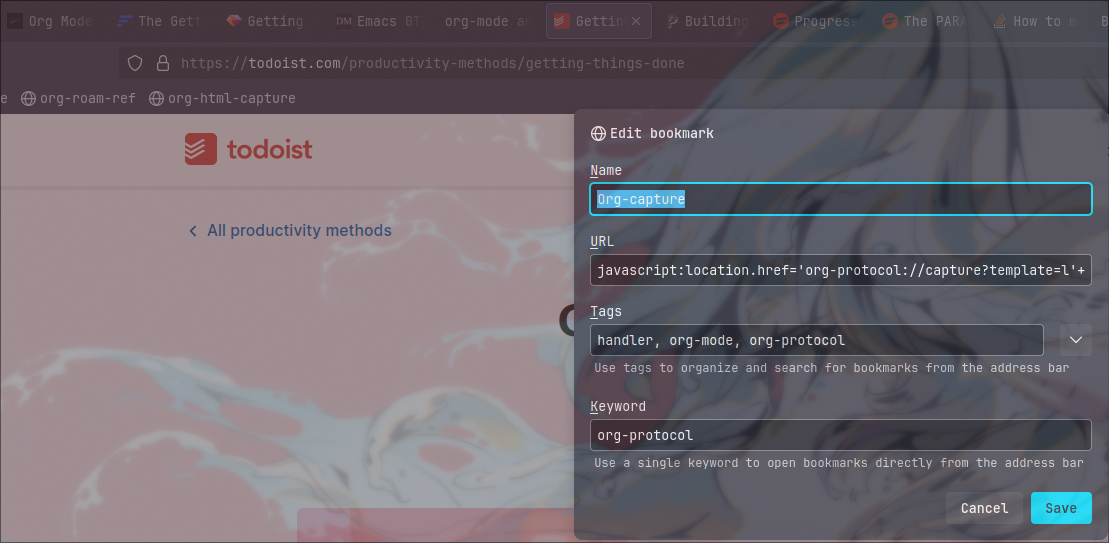 Org Mode
The Gett
Getting
DM Emacs GT
org-mode an
Getting
Building
Progress
The PARA
How to m
B
https://todoist.com/productivity-methods/getting-things-done
e
org-roam-ref
org-html-capture
todoist
All productivity methods
Edit bookmark
Name
Org-capture
URL
javascript:location.href='org-protocol://capture?template=l'+
Tags
handler, org-mode, org-protocol
Use tags to organize and search for bookmarks from the address bar
Keyword
org-protocol
Use a single keyword to open bookmarks directly from the address bar
Cancel
Save